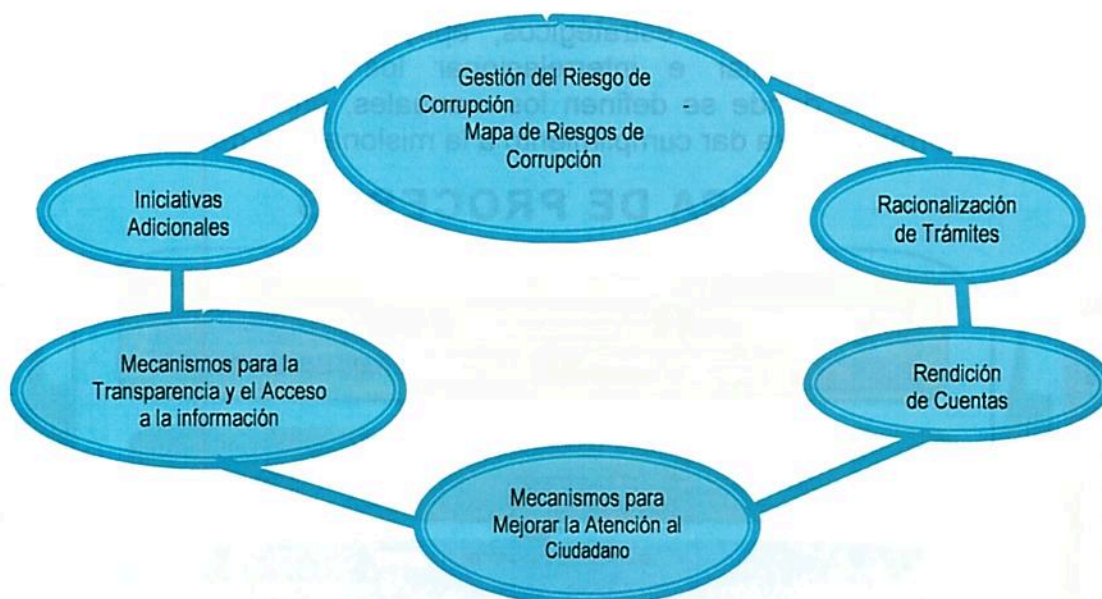 Gestión del Riesgo de
Corrupción -
Mapa de Riesgos de
Corrupción
Iniciativas
Adicionales
Racionalización
de Trámites
Mecanismos para la
Transparencia y el Acceso
a la información
Rendición
de Cuentas
Mecanismos para
Mejorar la Atención al
Ciudadano